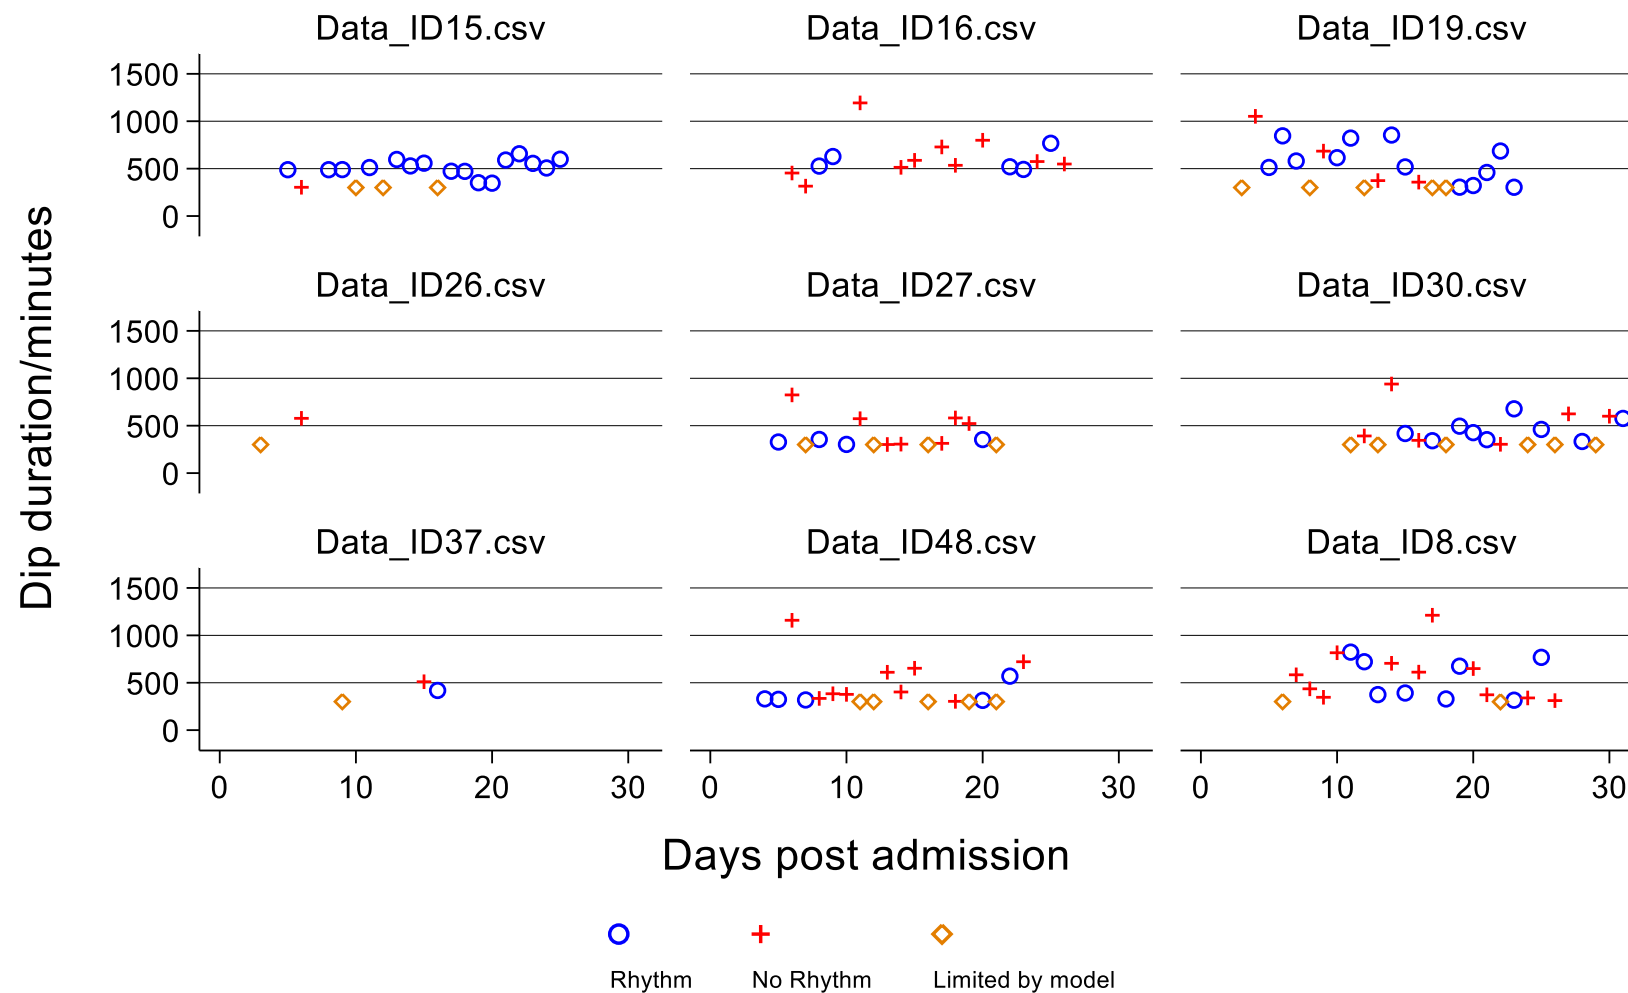 Data_ID15.csv Data_ID16.csv Data_ID19.csv
1500
1000
500
0
Data_ID26.csv Data_ID27.csv Data_ID30.csv
1500
1000
500
0
Data_ID37.csv Data_ID48.csv Data_ID8.csv
1500
1000
500
0
0 10 20 30 0 10 20 30 0 10 20 30
Dip duration/minutes
Days post admission
Rhythm No Rhythm Limited by model